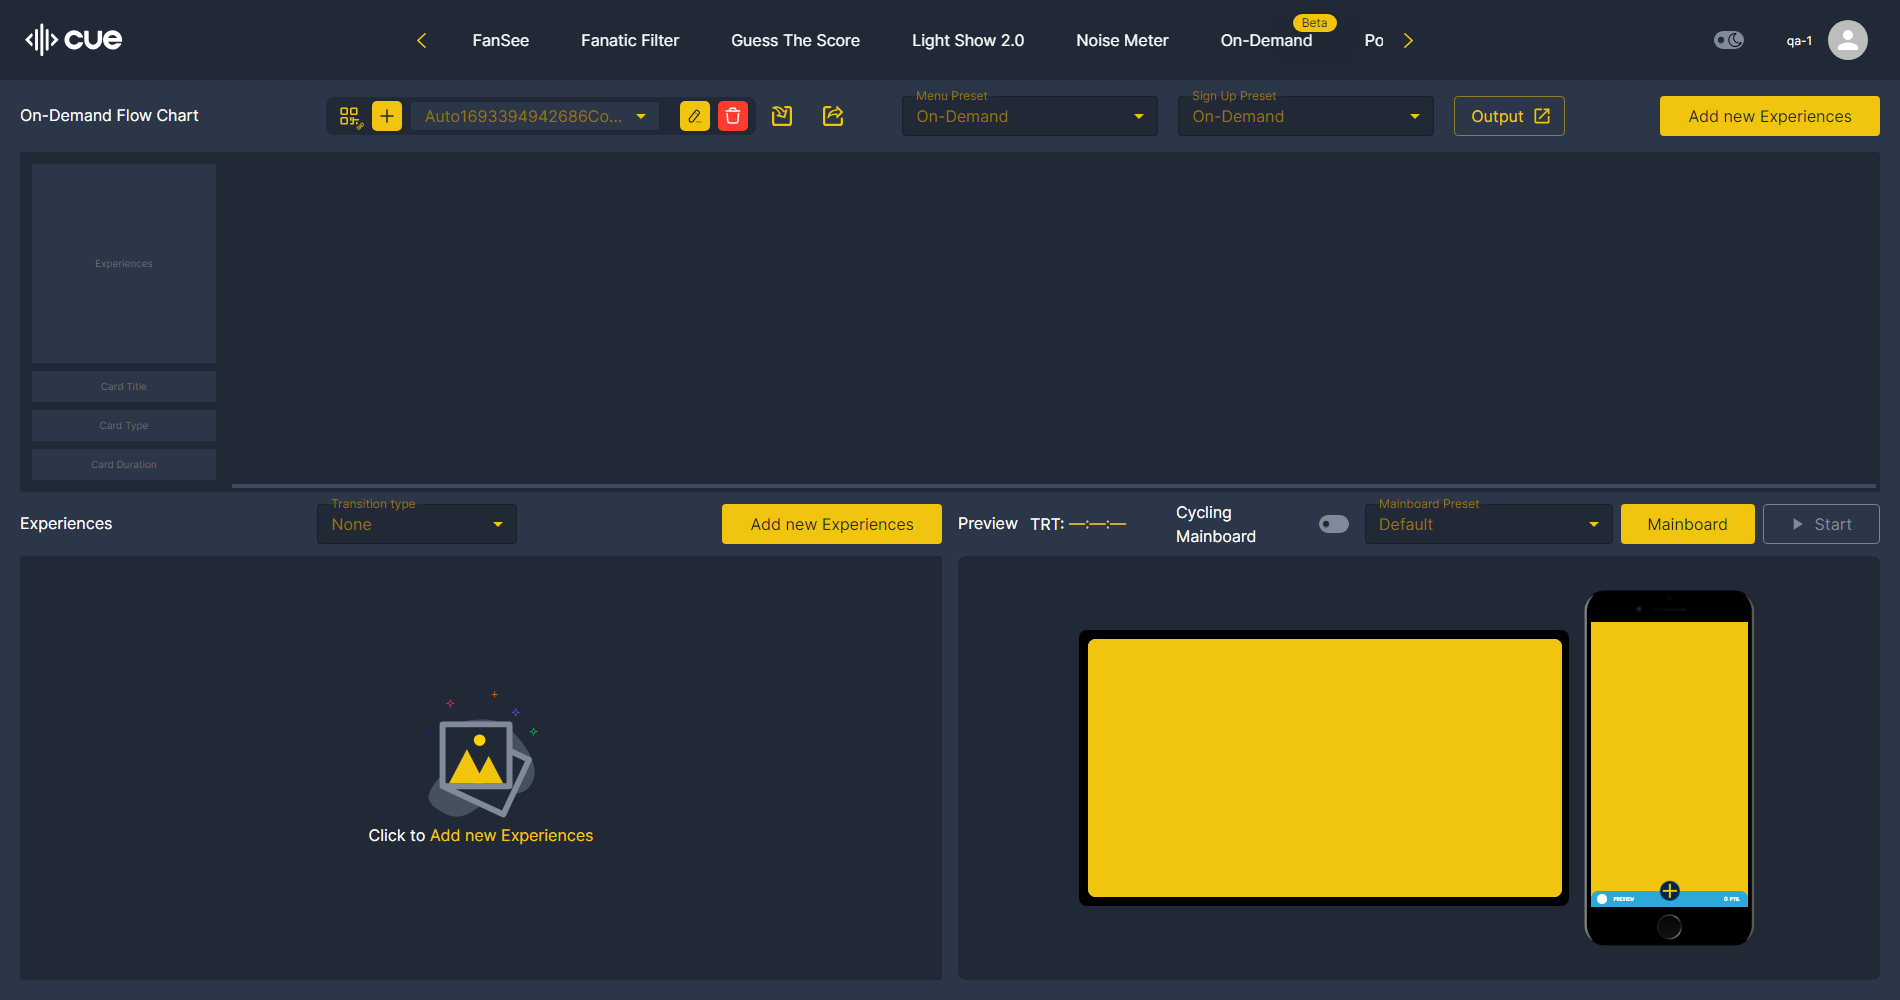 cue
FanSee
Fanatic Filter
Guess The Score
Light Show 2.0
Noise Meter
On-Demand
Beta
Po
qa-1
On-Demand Flow Chart
Auto1693394942686Co...
Menu Preset
On-Demand
Sign Up Preset
On-Demand
Output
Add new Experiences
Experiences
Card Title
Card Type
Card Duration
Experiences
Transition type
None
Add new Experiences
Preview
TRT: —:—:—
Cycling
Mainboard
Mainboard Preset
Default
Mainboard
Start
Click to Add new Experiences
PREVIEW
0 PTS.